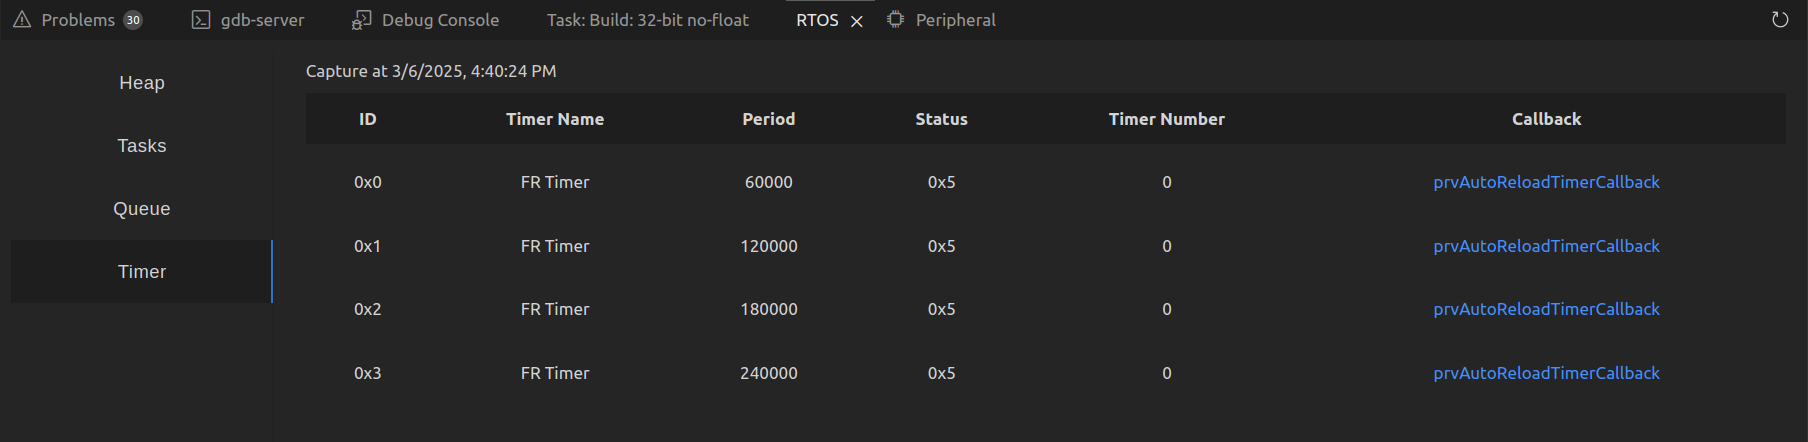 Problems 30 gdb-server Debug Console Task: Build: 32-bit no-float RTOS Peripheral
Heap
Tasks
Queue
Timer
Capture at 3/6/2025, 4:40:24 PM
ID Timer Name Period Status Timer Number Callback
0x0 FR Timer 60000 0x5 0 prvAutoReloadTimerCallback
0x1 FR Timer 120000 0x5 0 prvAutoReloadTimerCallback
0x2 FR Timer 180000 0x5 0 prvAutoReloadTimerCallback
0x3 FR Timer 240000 0x5 0 prvAutoReloadTimerCallback